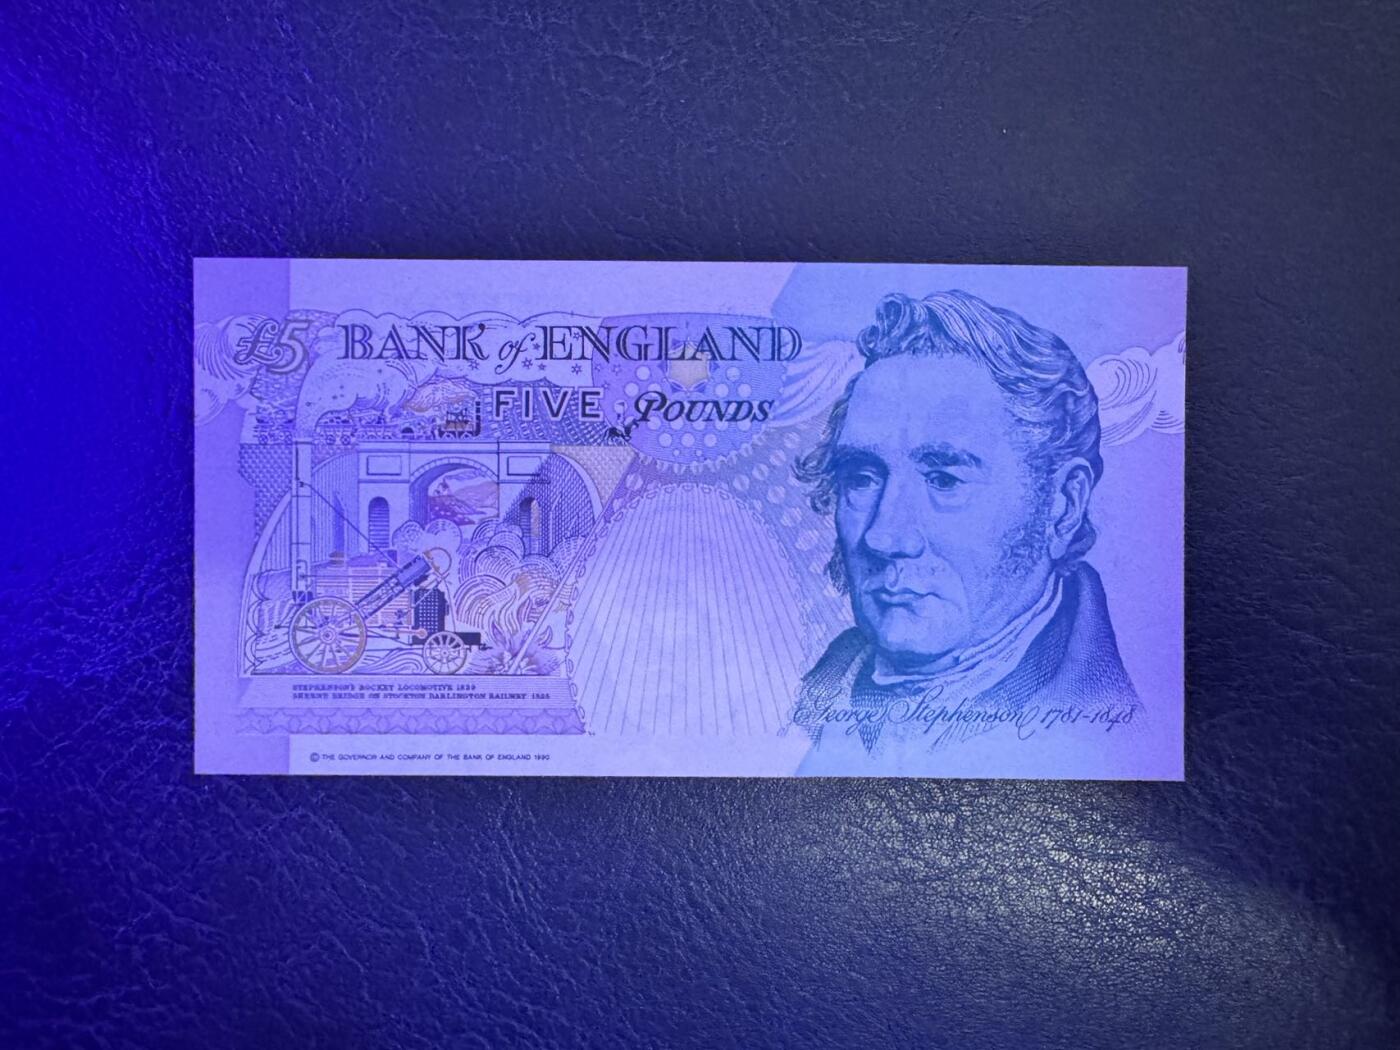 £5 BANK of ENGLAND
FIVE POUNDS
STEPHENSON'S ROCKET LOCOMOTIVE 1829
SKERNE BRIDGE ON STOCKTON DARLINGTON RAILWAY 1825
George Stephenson 1781-1848
© THE GOVERNOR AND COMPANY OF THE BANK OF ENGLAND 1990